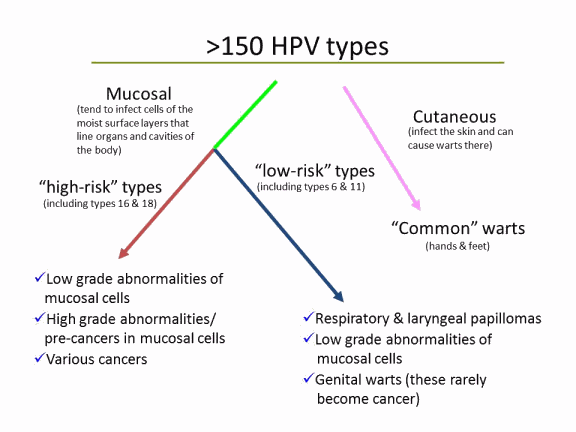 >150 HPV types
Mucosal
(tend to infect cells of the
moist surface layers that
line organs and cavities of
the body)
Cutaneous
(infect the skin and can
cause warts there)
“high-risk” types
(including types 16 & 18)
“low-risk” types
(including types 6 & 11)
“Common” warts
(hands & feet)
✓Low grade abnormalities of
mucosal cells
✓High grade abnormalities/
pre-cancers in mucosal cells
✓Various cancers
✓Respiratory & laryngeal papillomas
✓Low grade abnormalities of
mucosal cells
✓Genital warts (these rarely
become cancer)